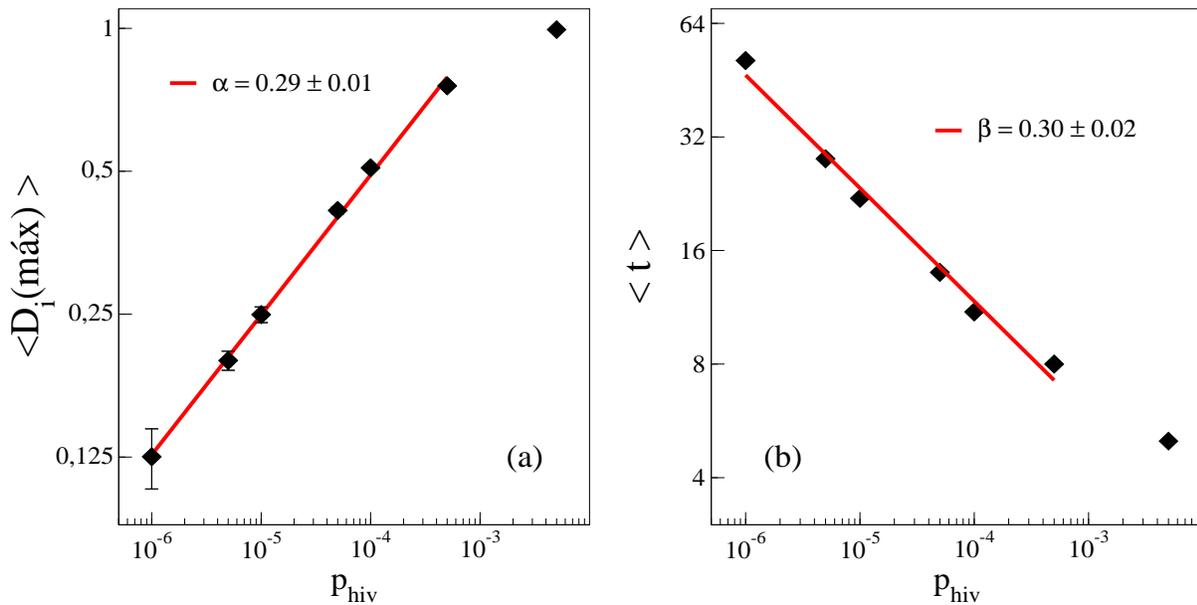 1
0,5
0,25
0,125
<D_i(máx) >
α = 0.29 ± 0.01
(a)
10^-6
10^-5
10^-4
10^-3
p_hiv
64
32
16
8
4
< t >
β = 0.30 ± 0.02
(b)
10^-6
10^-5
10^-4
10^-3
p_hiv